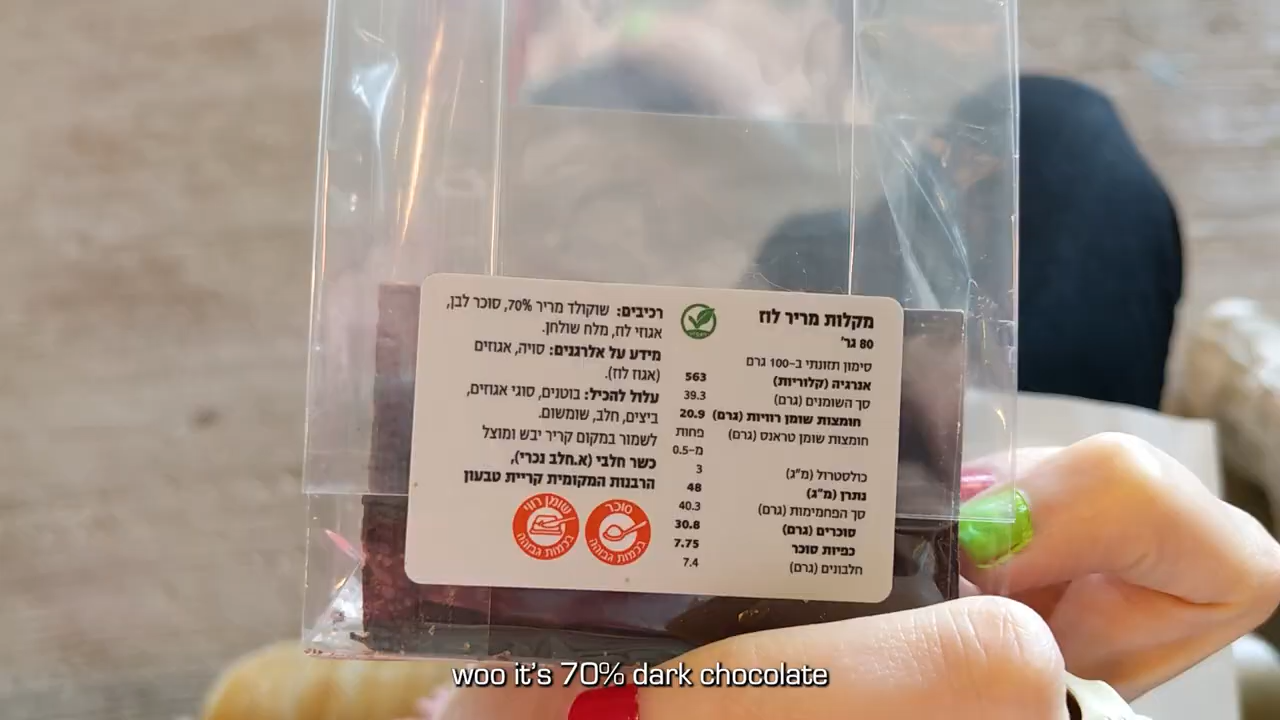 מקלות מריר לוז
80 גר'
סימון תזונתי ב-100 גרם
אנרגיה (קלוריות) 563
סך השומנים (גרם) 39.3
חומצות שומן רוויות (גרם) 20.9
חומצות שומן טראנס (גרם) פחות
מ-0.5
כולסטרול (מ"ג) 3
נתרן (מ"ג) 48
סך הפחמימות (גרם) 40.3
סוכרים (גרם) 30.8
כפיות סוכר 7.75
חלבונים (גרם) 7.4
רכיבים: שוקולד מריר 70%, סוכר לבן,
אגוזי לוז, מלח שולחן.
מידע על אלרגנים: סויה, אגוזים
(אגוז לוז).
עלול להכיל: בוטנים, סוגי אגוזים,
ביצים, חלב, שומשום.
לשמור במקום קריר יבש ומוצל
כשר חלבי (א.חלב נכרי),
הרבנות המקומית קריית טבעון
סוכר
בכמות גבוהה
שומן רווי
בכמות גבוהה
woo it's 70% dark chocolate